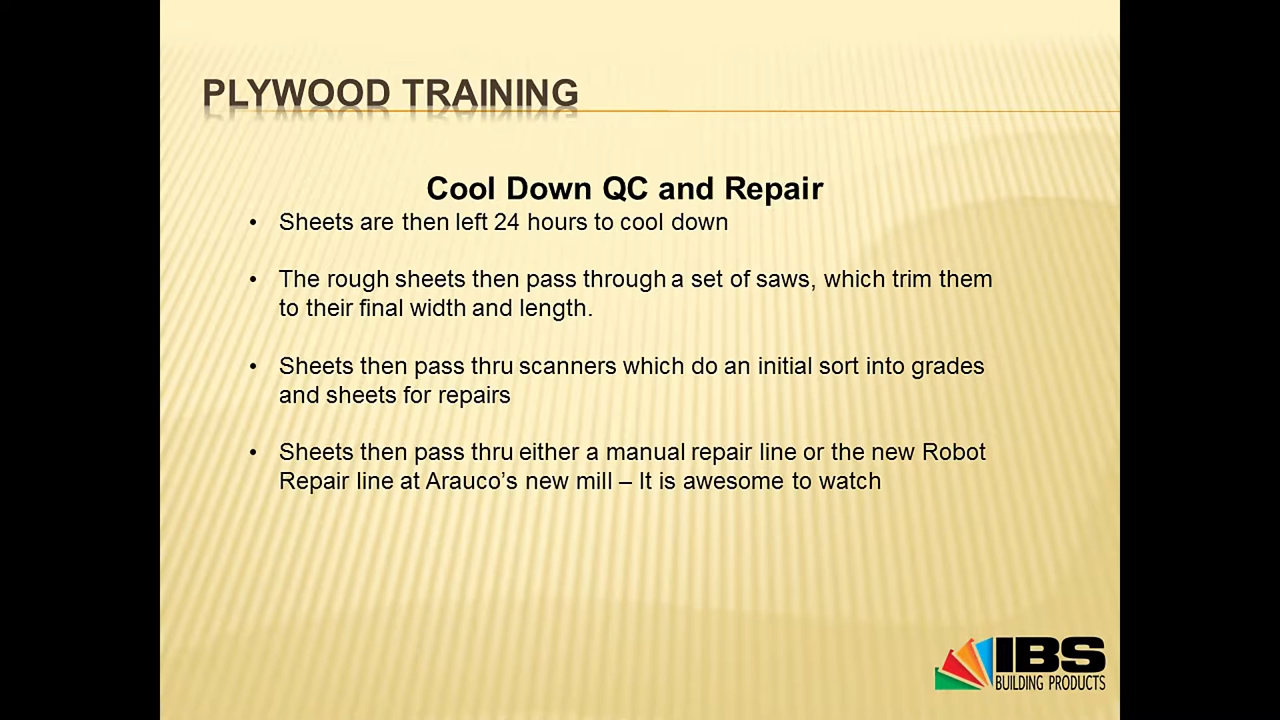 PLYWOOD TRAINING
Cool Down QC and Repair
• Sheets are then left 24 hours to cool down
• The rough sheets then pass through a set of saws, which trim them
to their final width and length.
• Sheets then pass thru scanners which do an initial sort into grades
and sheets for repairs
• Sheets then pass thru either a manual repair line or the new Robot
Repair line at Arauco’s new mill – It is awesome to watch
IBS
BUILDING PRODUCTS